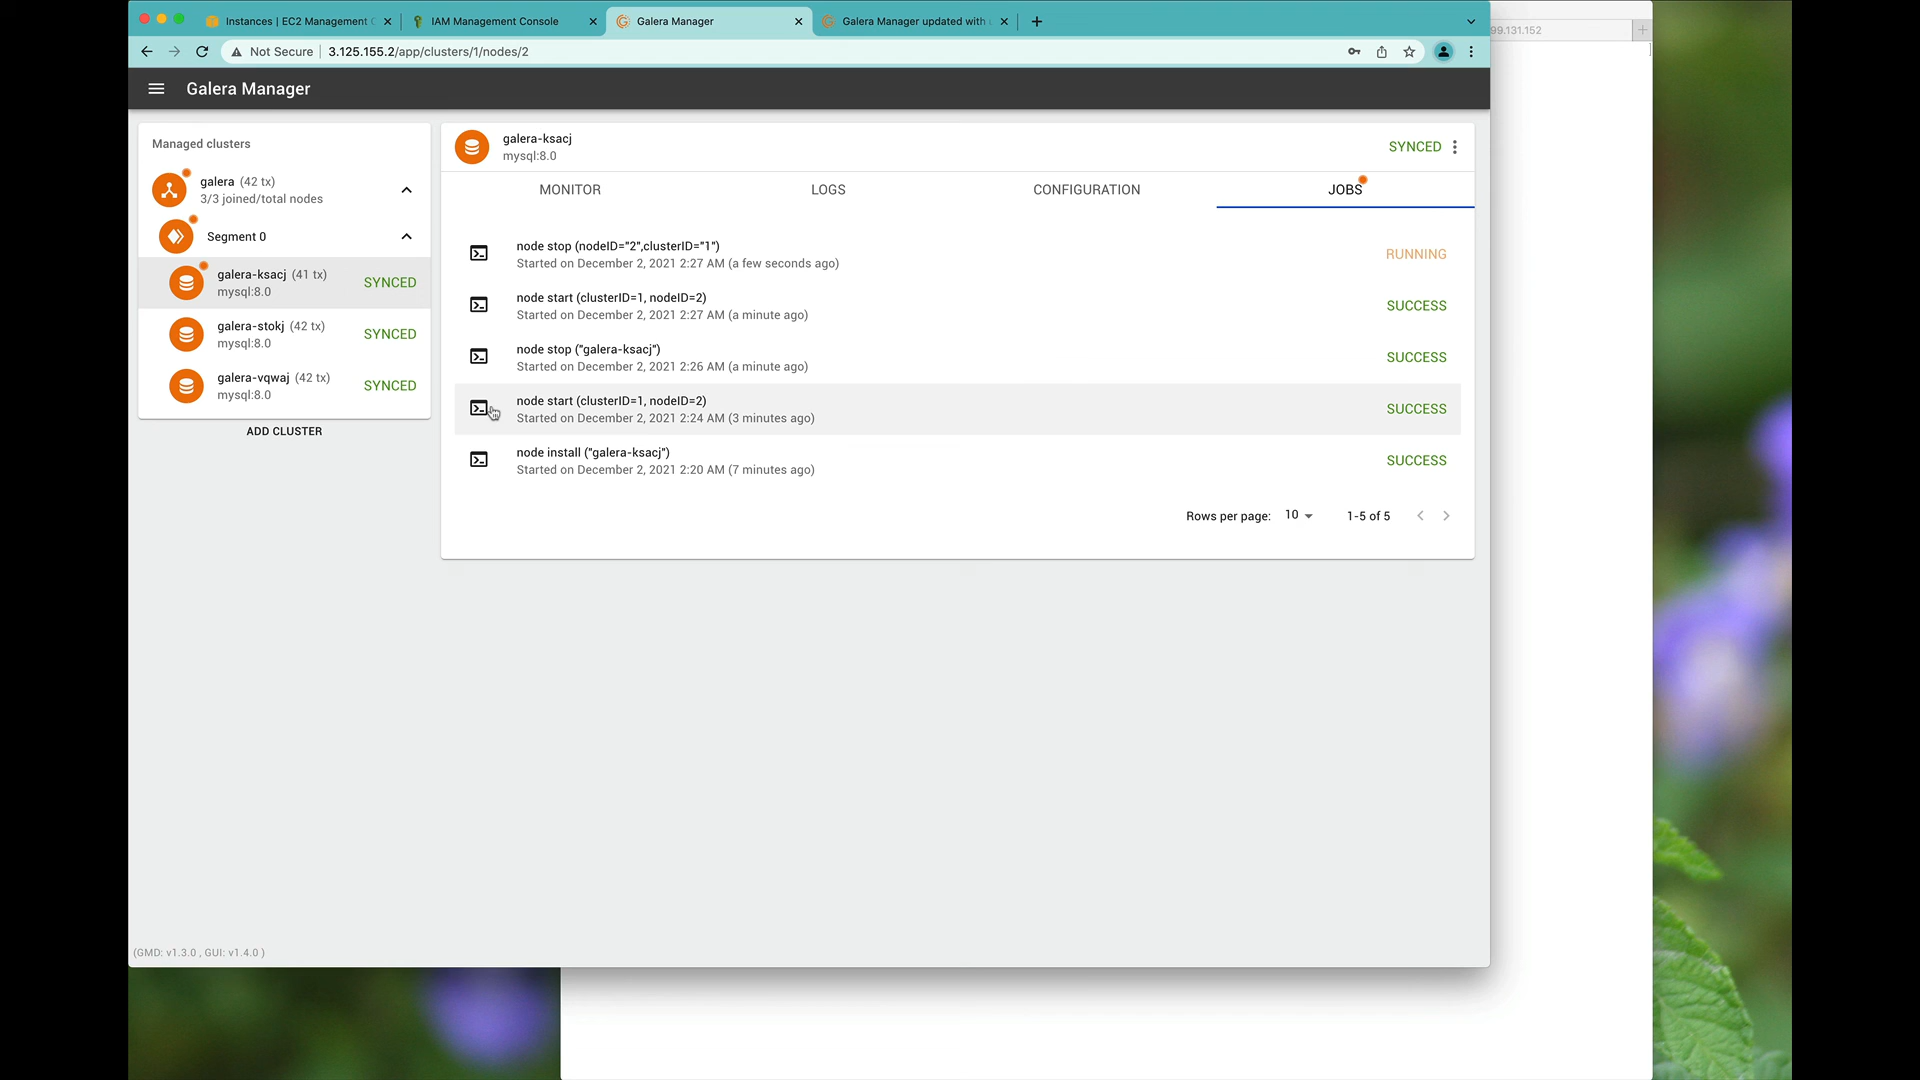 Instances | EC2 Management C
IAM Management Console
Galera Manager
Galera Manager updated with
Not Secure
3.125.155.2/app/clusters/1/nodes/2
99.131.152
Galera Manager
Managed clusters
galera (42 tx)
3/3 joined/total nodes
Segment 0
galera-ksacj (41 tx)
mysql:8.0
SYNCED
galera-stokj (42 tx)
mysql:8.0
SYNCED
galera-vqwaj (42 tx)
mysql:8.0
SYNCED
ADD CLUSTER
galera-ksacj
mysql:8.0
SYNCED
MONITOR
LOGS
CONFIGURATION
JOBS
node stop (nodeID="2",clusterID="1")
Started on December 2, 2021 2:27 AM (a few seconds ago)
RUNNING
node start (clusterID=1, nodeID=2)
Started on December 2, 2021 2:27 AM (a minute ago)
SUCCESS
node stop ("galera-ksacj")
Started on December 2, 2021 2:26 AM (a minute ago)
SUCCESS
node start (clusterID=1, nodeID=2)
Started on December 2, 2021 2:24 AM (3 minutes ago)
SUCCESS
node install ("galera-ksacj")
Started on December 2, 2021 2:20 AM (7 minutes ago)
SUCCESS
Rows per page: 10
1-5 of 5
(GMD: v1.3.0 , GUI: v1.4.0 )